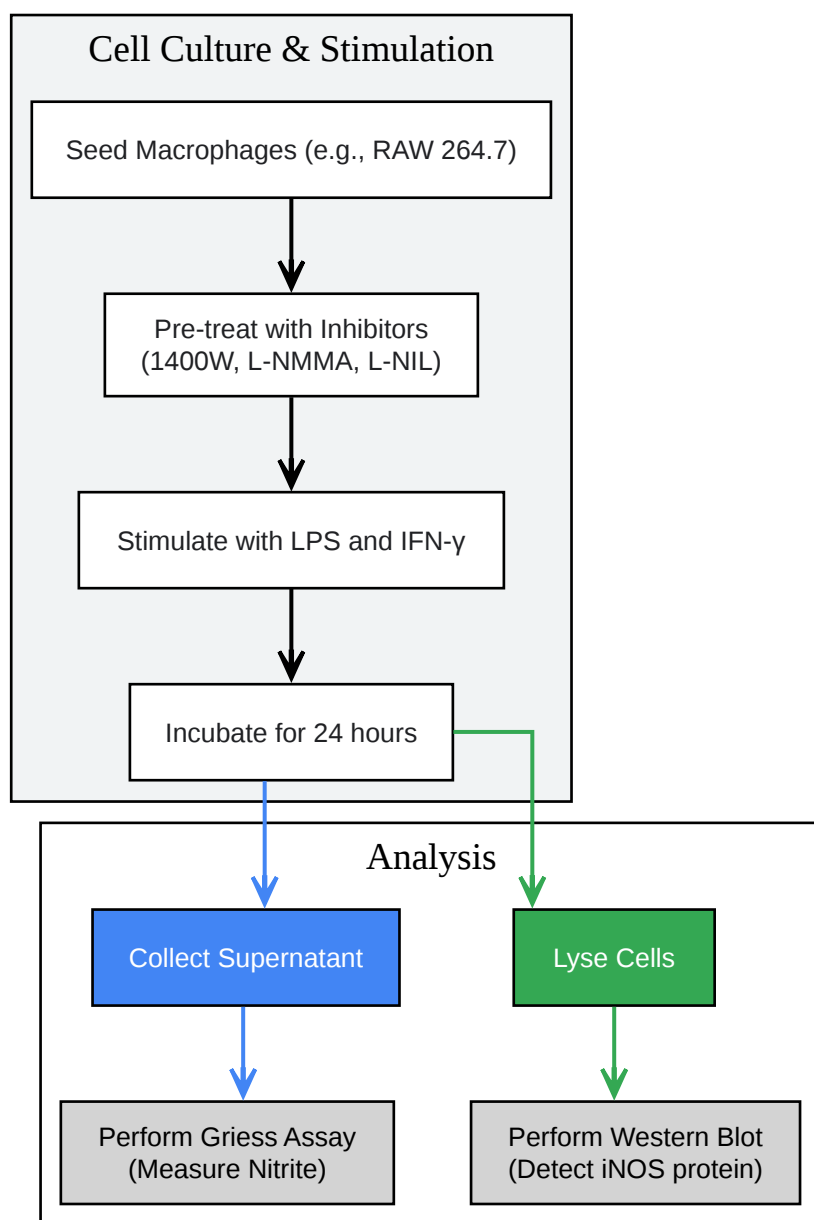 Cell Culture & Stimulation
Seed Macrophages (e.g., RAW 264.7)
Pre-treat with Inhibitors
(1400W, L-NMMA, L-NIL)
Stimulate with LPS and IFN-γ
Incubate for 24 hours
Analysis
Collect Supernatant
Lyse Cells
Perform Griess Assay
(Measure Nitrite)
Perform Western Blot
(Detect iNOS protein)